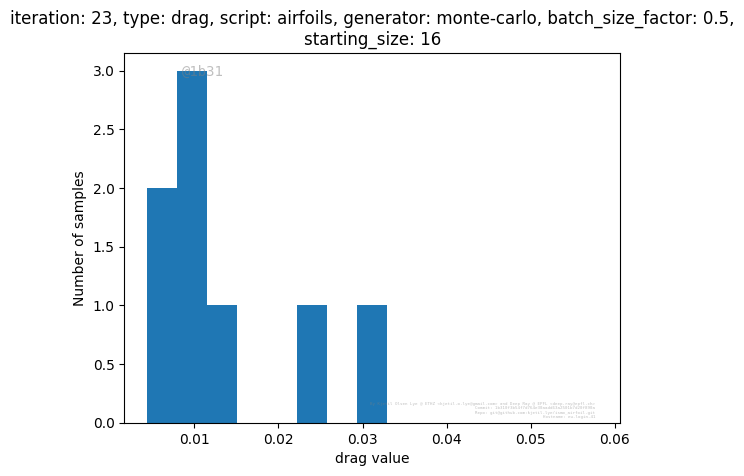 iteration: 23, type: drag, script: airfoils, generator: monte-carlo, batch_size_factor: 0.5,
starting_size: 16
@1b31
3.0
2.5
2.0
1.5
1.0
0.5
0.0
Number of samples
0.01
0.02
0.03
0.04
0.05
0.06
drag value